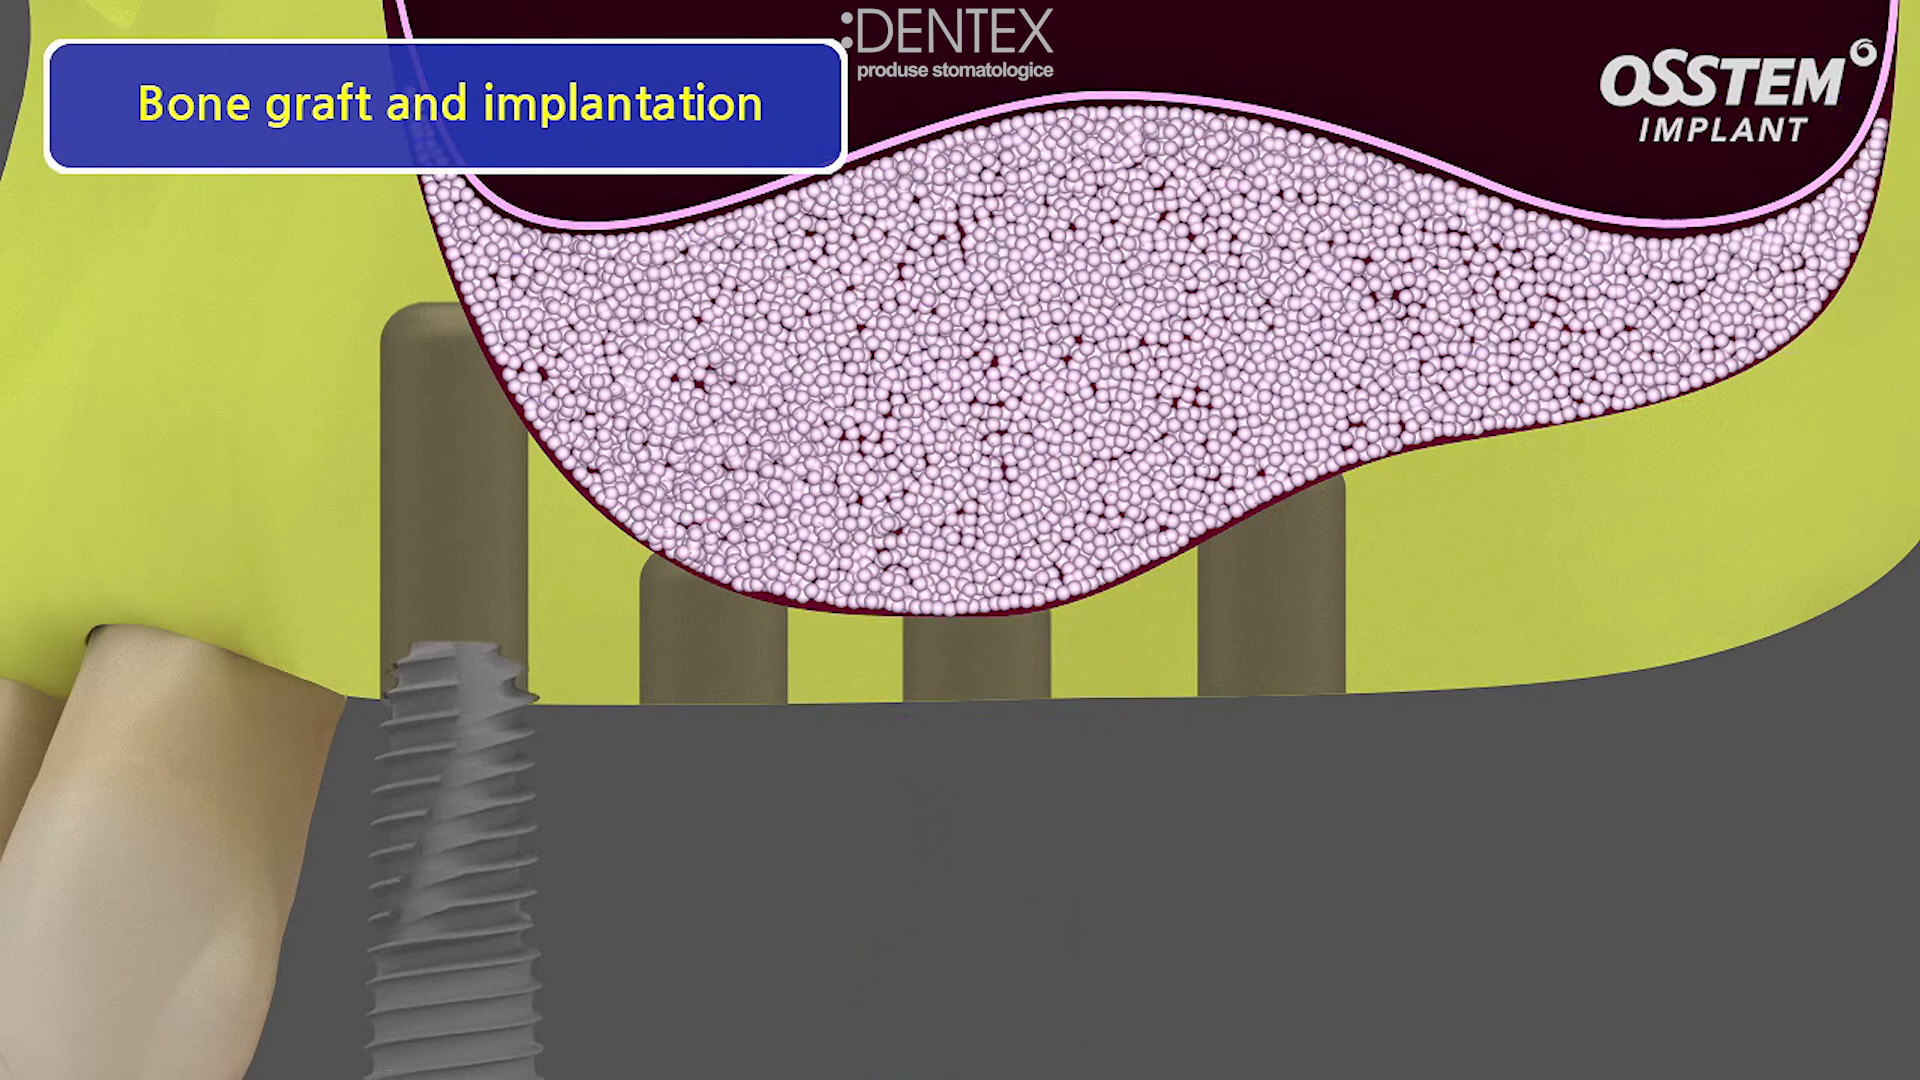 :DENTEX
produse stomatologice
Bone graft and implantation
OSSTEM
IMPLANT